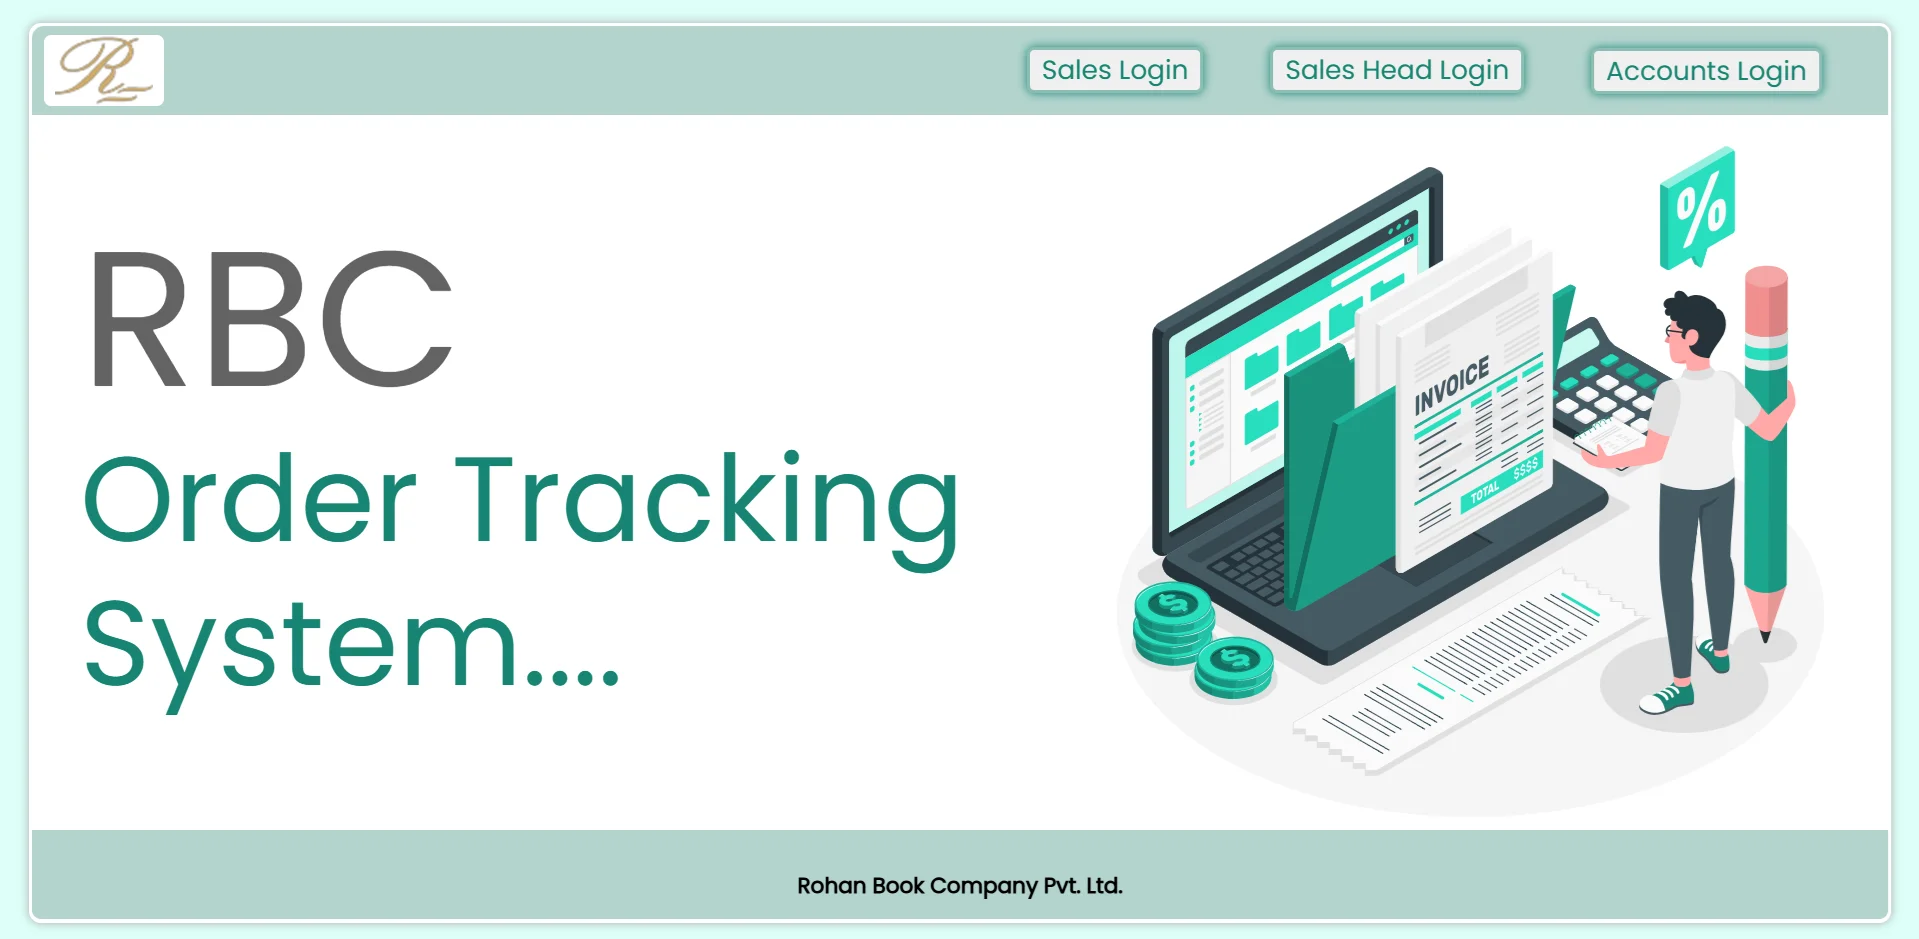 R
Sales Login
Sales Head Login
Accounts Login
RBC
Order Tracking
System....
%
INVOICE
TOTAL $$$$
$
$
Rohan Book Company Pvt. Ltd.